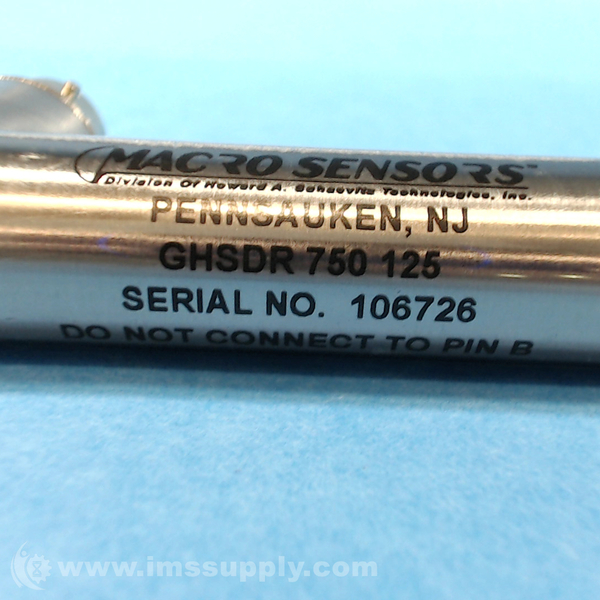 MACRO SENSORS™
Division Of Howard A. Schaevitz Technologies, Inc.
PENNSAUKEN, NJ
GHSDR 750 125
SERIAL NO. 106726
DO NOT CONNECT TO PIN B
www.imssupply.com